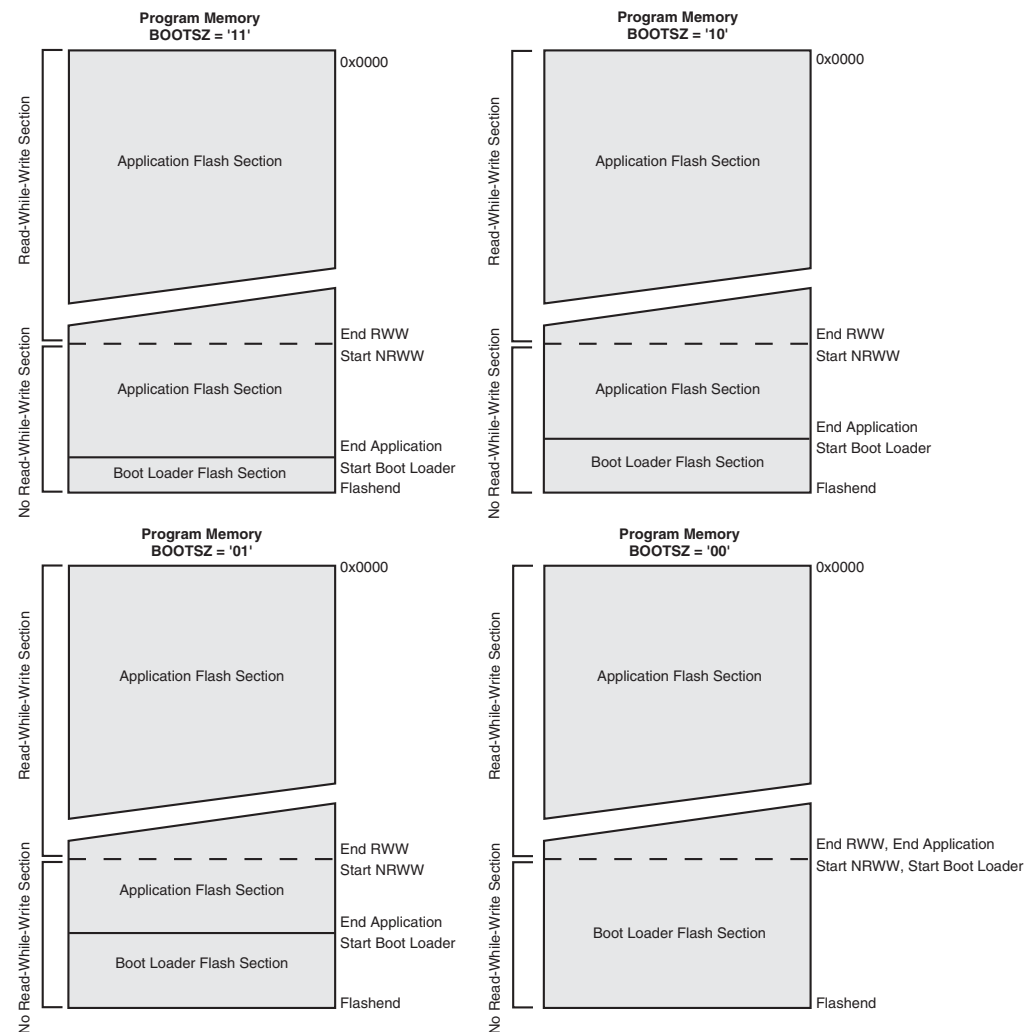 Program Memory
BOOTSZ = '11'
0x0000
Read-While-Write Section
Application Flash Section
End RWW
Start NRWW
No Read-While-Write Section
Application Flash Section
End Application
Start Boot Loader
Boot Loader Flash Section
Flashend
Program Memory
BOOTSZ = '10'
0x0000
Read-While-Write Section
Application Flash Section
End RWW
Start NRWW
No Read-While-Write Section
Application Flash Section
End Application
Start Boot Loader
Boot Loader Flash Section
Flashend
Program Memory
BOOTSZ = '01'
0x0000
Read-While-Write Section
Application Flash Section
End RWW
Start NRWW
No Read-While-Write Section
Application Flash Section
End Application
Start Boot Loader
Boot Loader Flash Section
Flashend
Program Memory
BOOTSZ = '00'
0x0000
Read-While-Write Section
Application Flash Section
End RWW, End Application
Start NRWW, Start Boot Loader
No Read-While-Write Section
Boot Loader Flash Section
Flashend